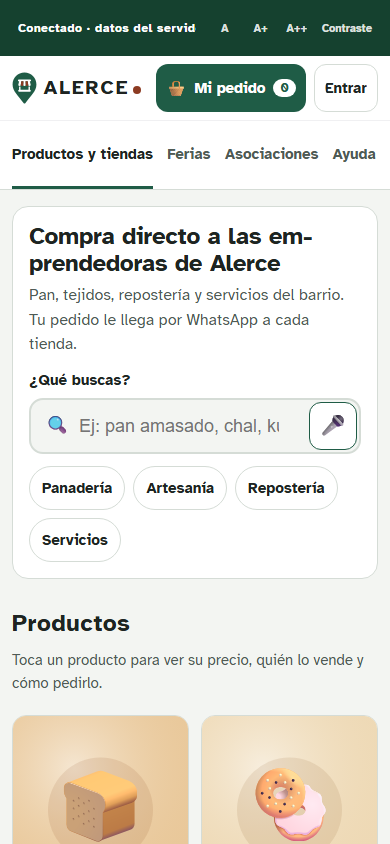 Conectado · datos del servid
A A+ A++ Contraste
ALERCE
Mi pedido 0
Entrar
Productos y tiendas Ferias Asociaciones Ayuda
Compra directo a las em-
prendedoras de Alerce
Pan, tejidos, repostería y servicios del barrio.
Tu pedido le llega por WhatsApp a cada
tienda.
¿Qué buscas?
Ej: pan amasado, chal, ku
Panadería Artesanía Repostería
Servicios
Productos
Toca un producto para ver su precio, quién lo vende y
cómo pedirlo.